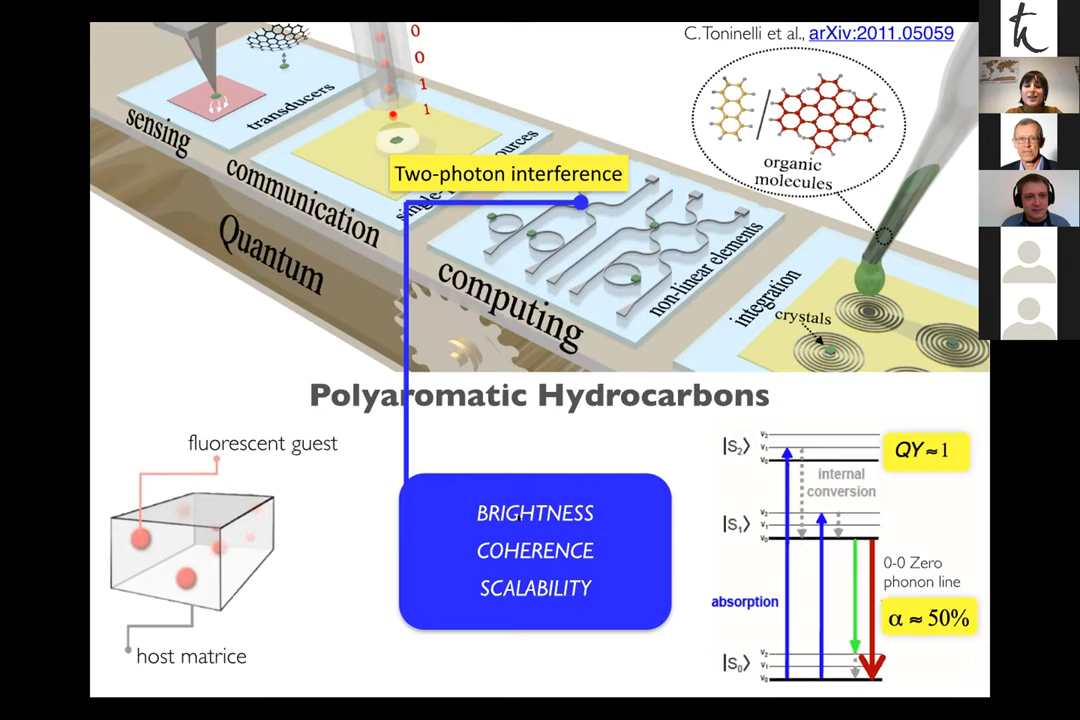 C.Toninelli et al., arXiv:2011.05059
0
0
1
1
sensing
transducers
communication
Two-photon interference
organic
molecules
Quantum
computing
non-linear elements
integration
crystals
Polyaromatic Hydrocarbons
fluorescent guest
host matrice
BRIGHTNESS
COHERENCE
SCALABILITY
|S2⟩
v2
v1
v0
QY≈1
internal
conversion
|S1⟩
v2
v1
v0
0-0 Zero
phonon line
absorption
α ≈ 50%
|S0⟩
v2
v1
v0